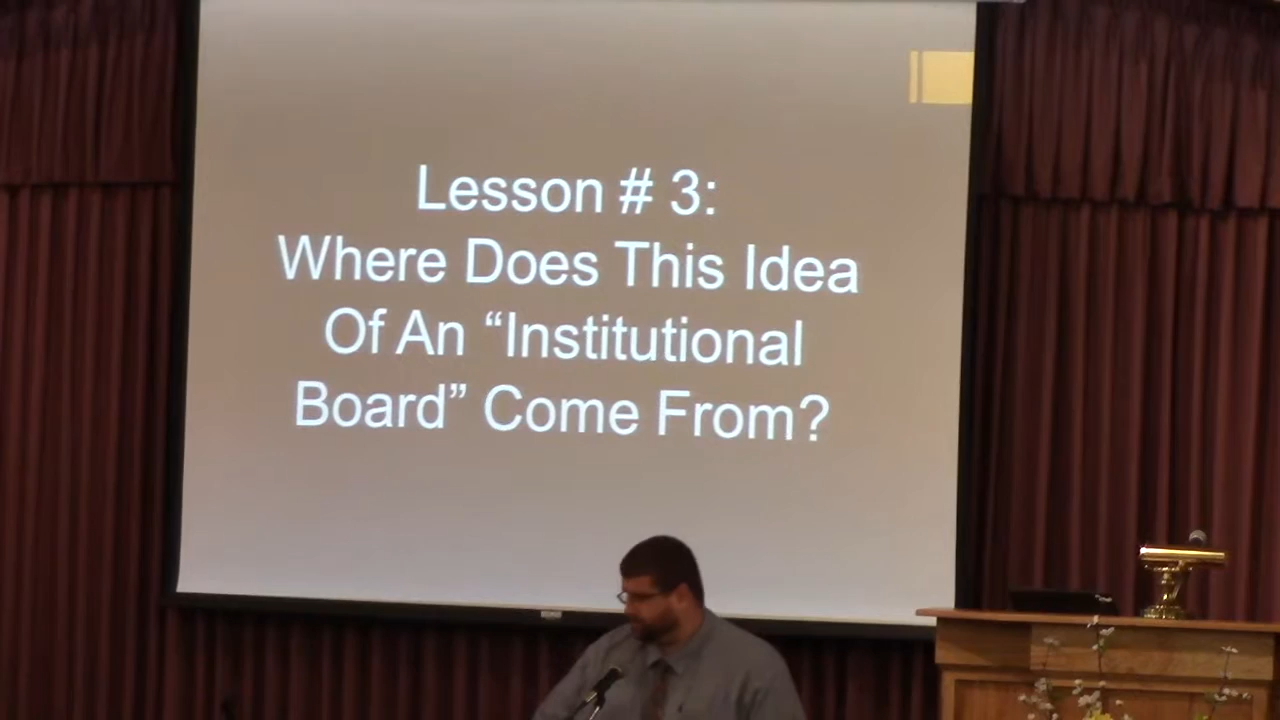 Lesson # 3:
Where Does This Idea
Of An “Institutional
Board” Come From?